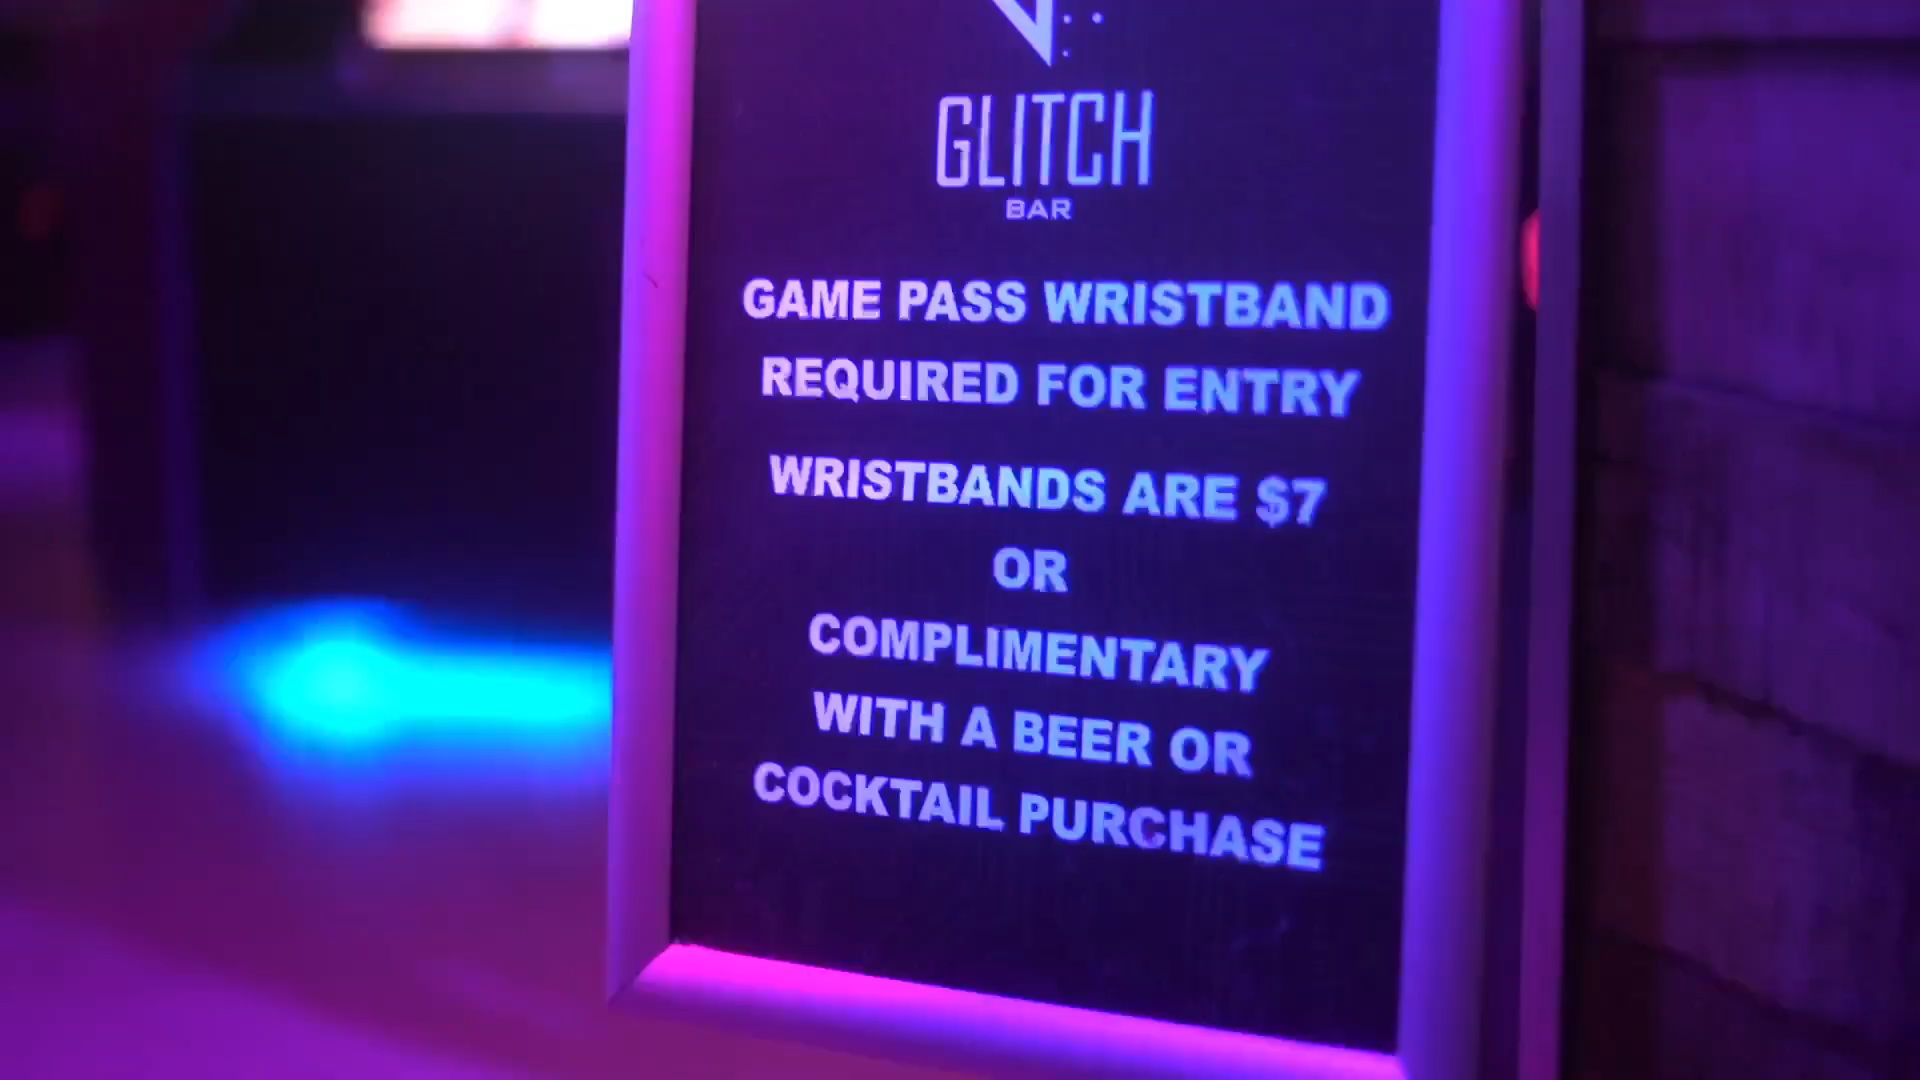 GLITCH
BAR
GAME PASS WRISTBAND
REQUIRED FOR ENTRY
WRISTBANDS ARE $7
OR
COMPLIMENTARY
WITH A BEER OR
COCKTAIL PURCHASE